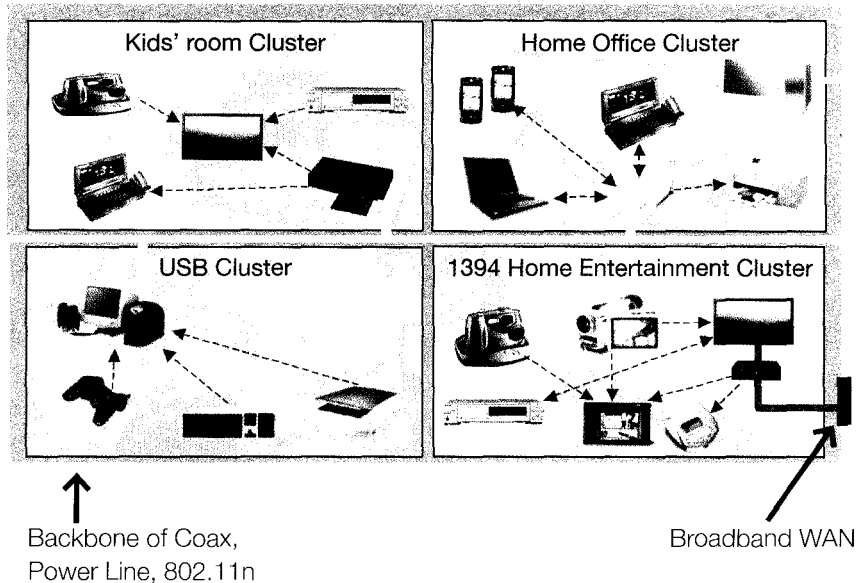 Kids' room Cluster
Home Office Cluster
USB Cluster
1394 Home Entertainment Cluster
Backbone of Coax,
Power Line, 802.11n
Broadband WAN